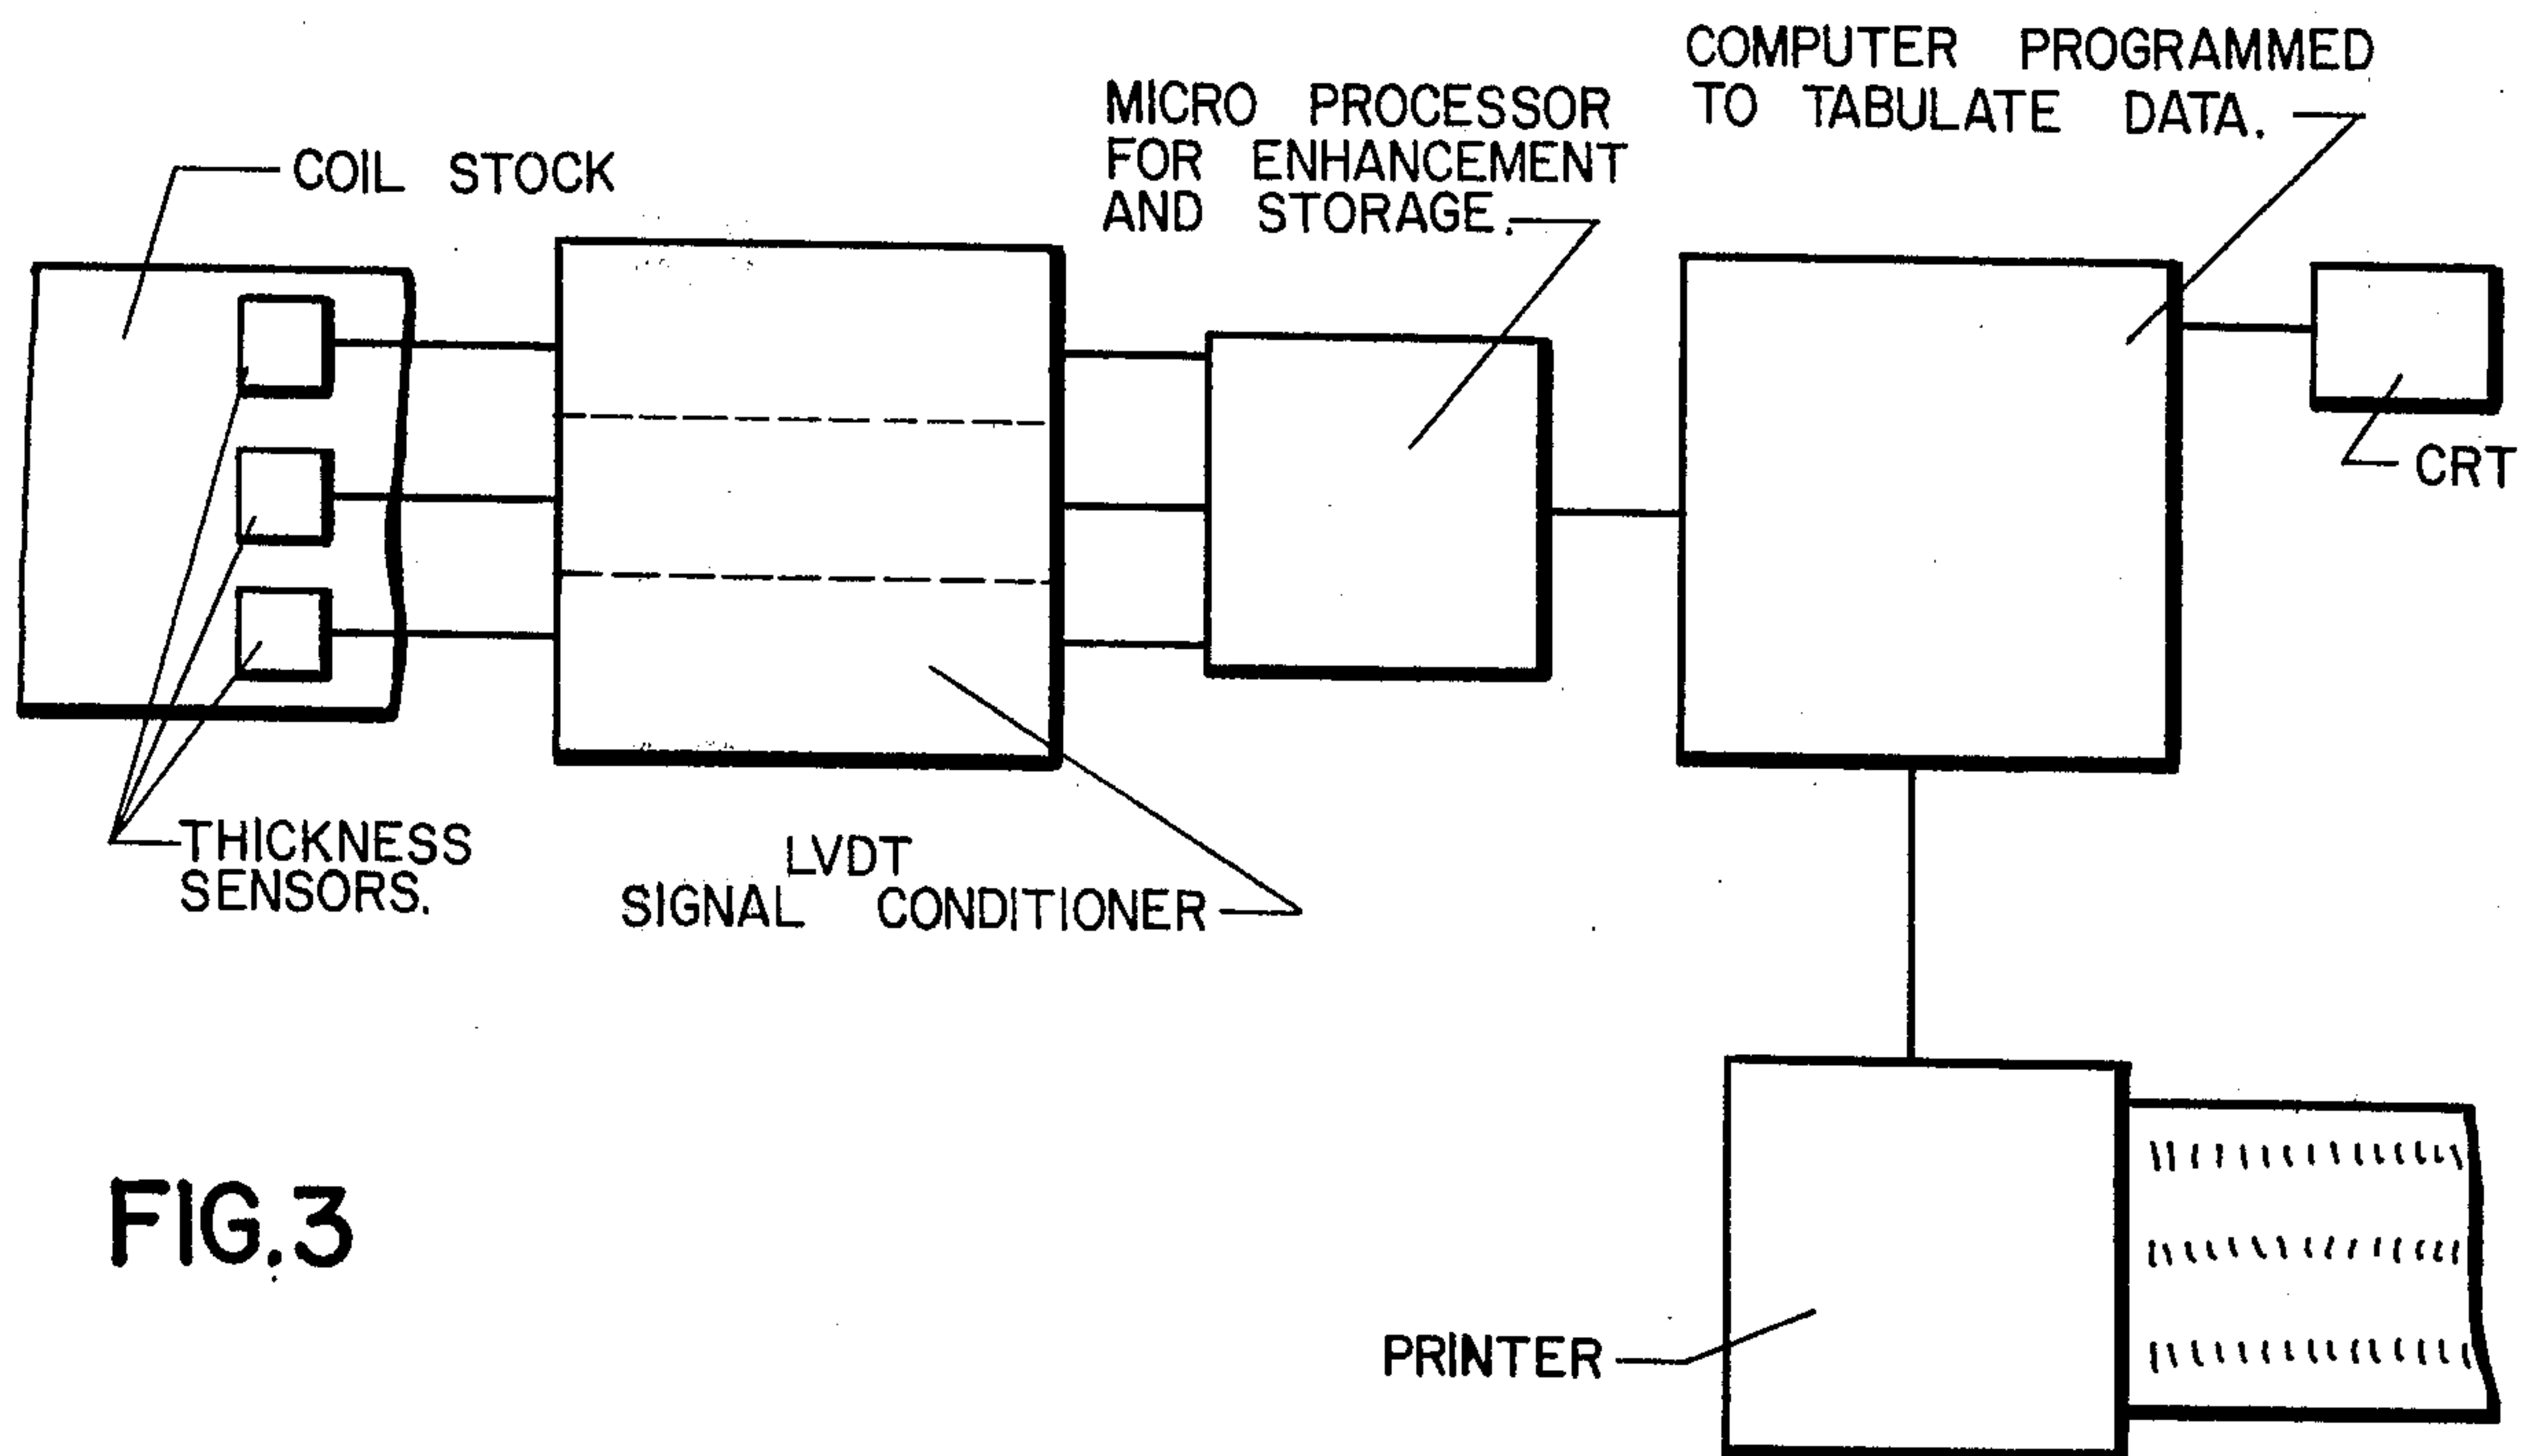 COMPUTER PROGRAMMED
TO TABULATE DATA.
MICRO PROCESSOR
FOR ENHANCEMENT
AND STORAGE.
COIL STOCK
CRT
THICKNESS
SENSORS.
LVDT
SIGNAL CONDITIONER
PRINTER
FIG.3